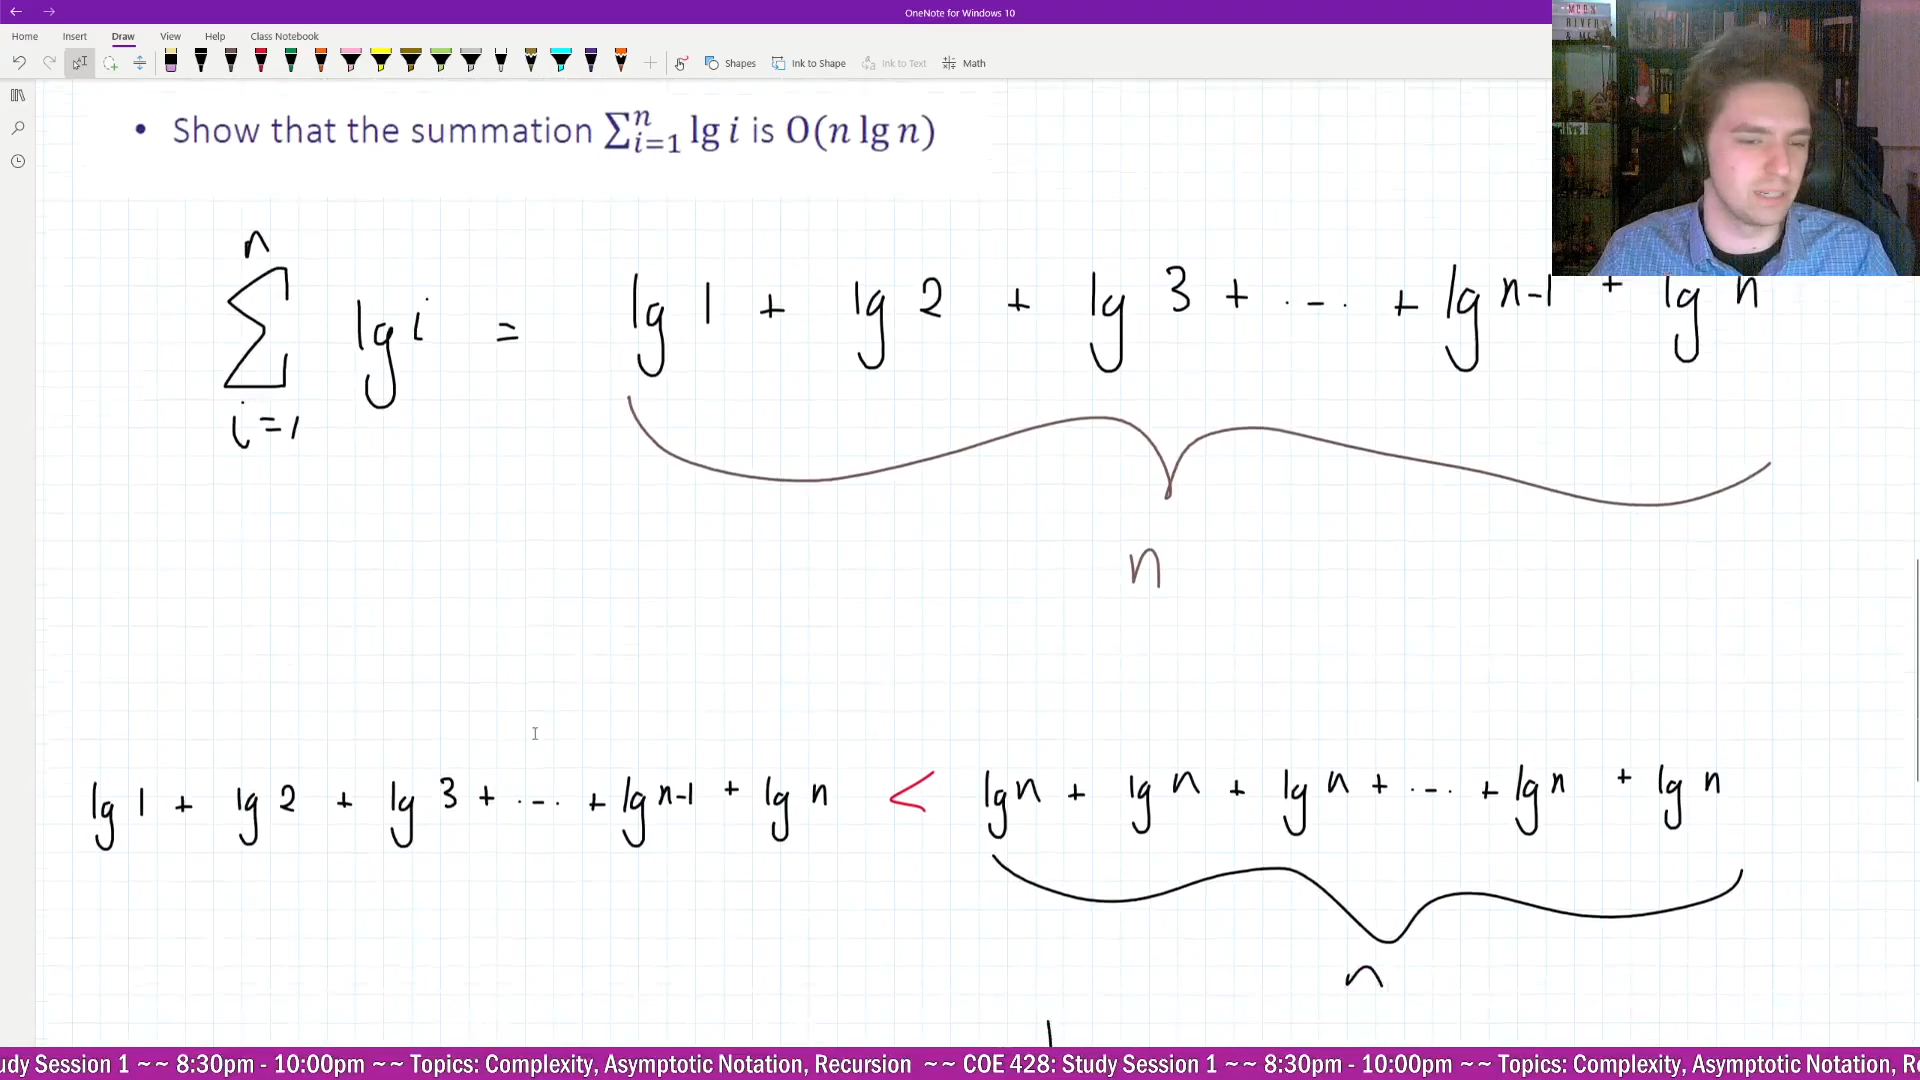 OneNote for Windows 10
Home Insert Draw View Help Class Notebook
Shapes Ink to Shape Ink to Text Math
• Show that the summation ∑ⁿᵢ₌₁ lg i is O(n lg n)
n
∑ lg i = lg 1 + lg 2 + lg 3 + ... + lg n-1 + lg n
i=1
n
lg 1 + lg 2 + lg 3 + ... + lg n-1 + lg n < lg n + lg n + lg n + ... + lg n + lg n
n
udy Session 1 ~~ 8:30pm - 10:00pm ~~ Topics: Complexity, Asymptotic Notation, Recursion ~~ COE 428: Study Session 1 ~~ 8:30pm - 10:00pm ~~ Topics: Complexity, Asymptotic Notation, Re